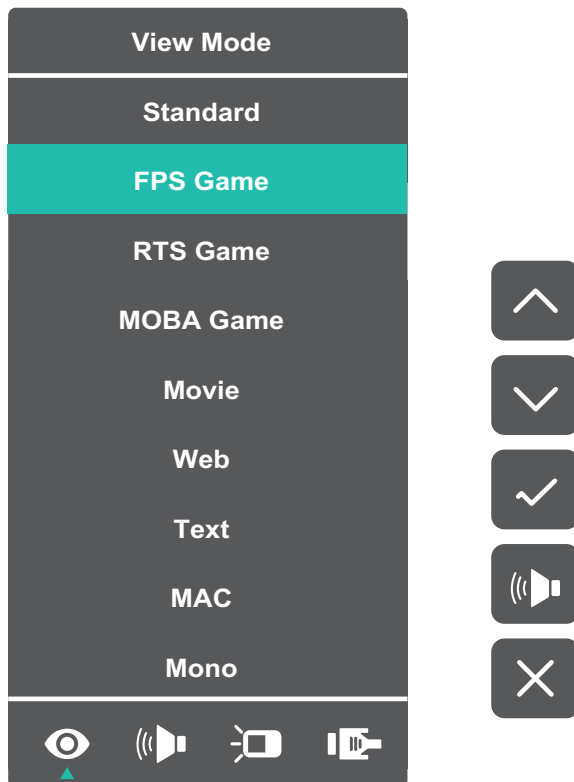 View Mode
Standard
FPS Game
RTS Game
MOBA Game
Movie
Web
Text
MAC
Mono